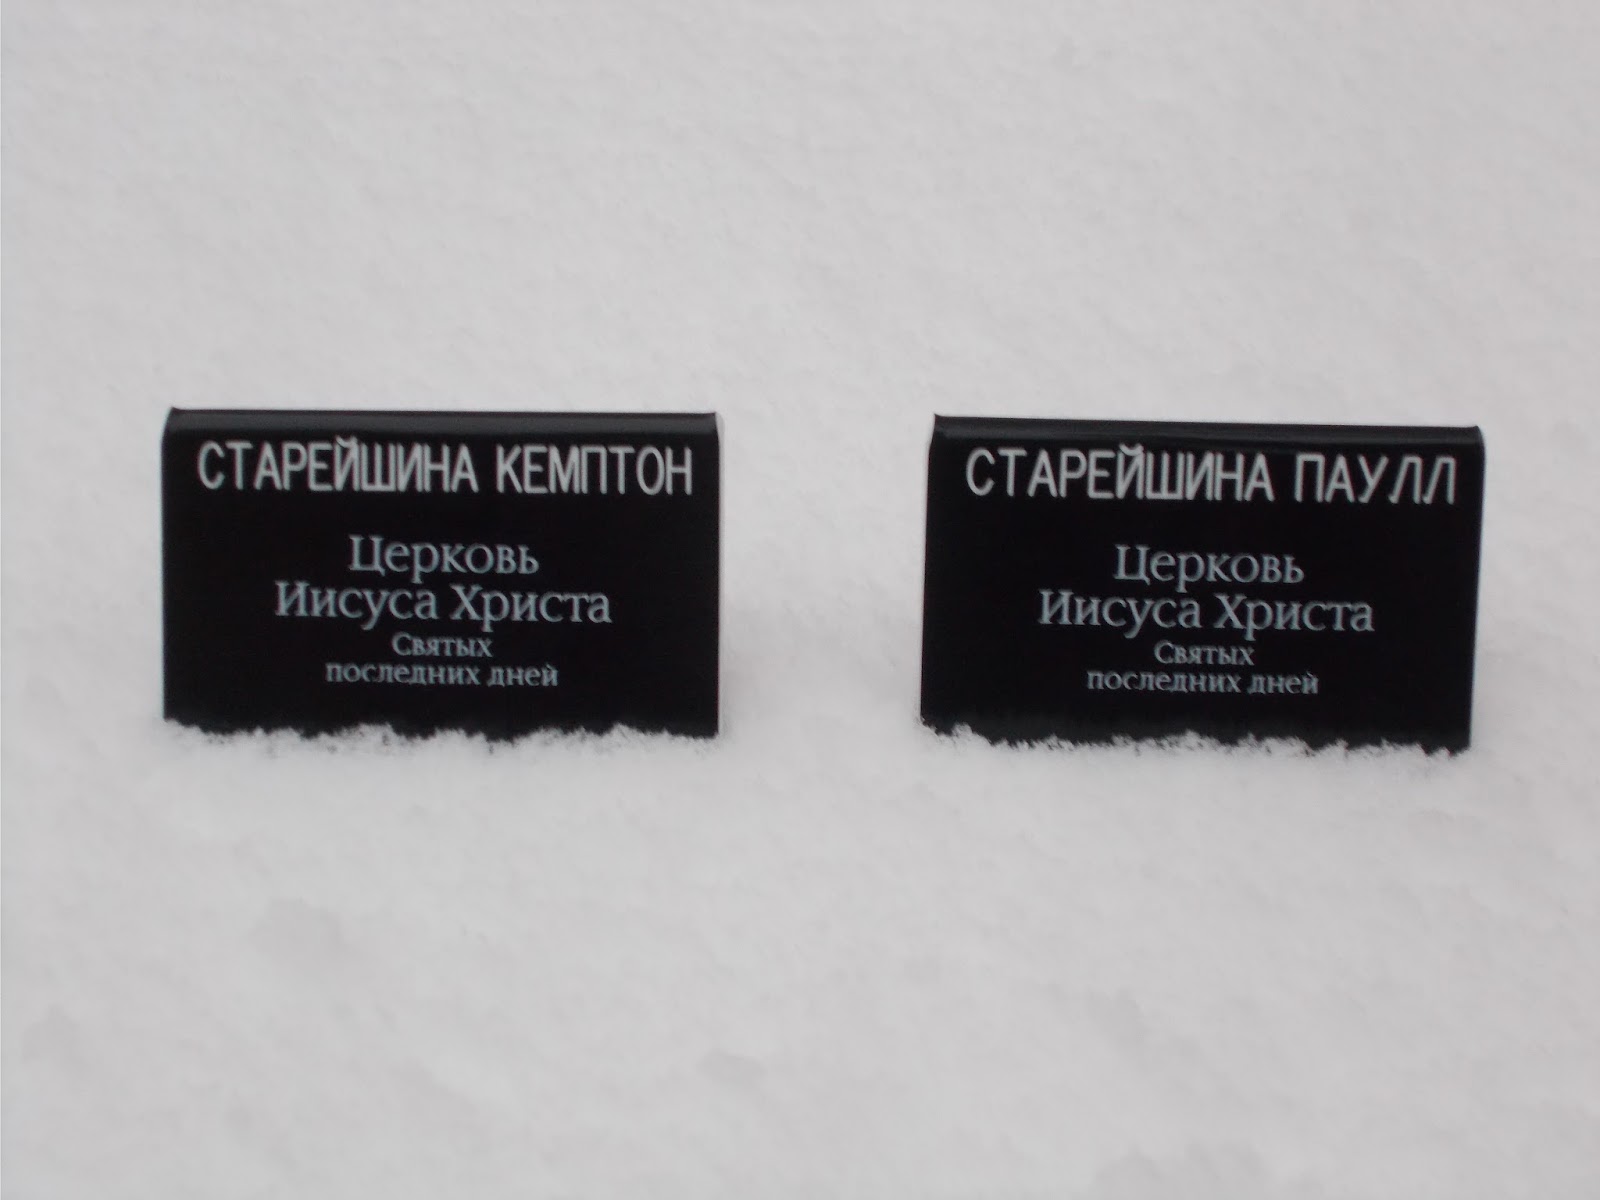 СТАРЕЙШИНА КЕМПТОН
Церковь
Иисуса Христа
Святых
последних дней
СТАРЕЙШИНА ПАУЛЛ
Церковь
Иисуса Христа
Святых
последних дней